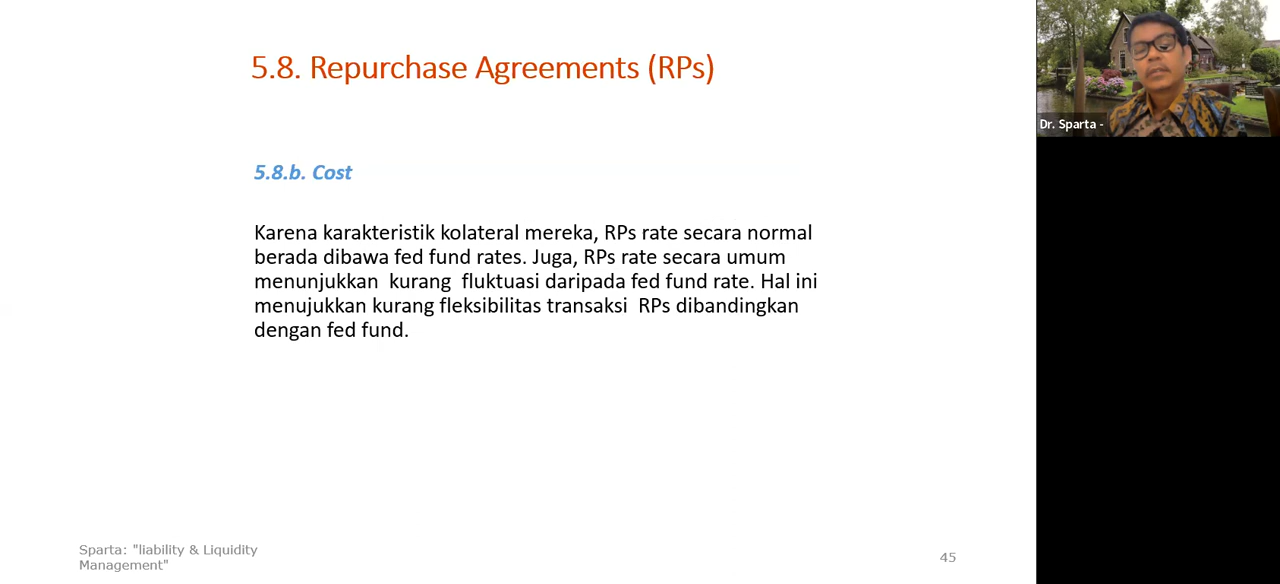 5.8. Repurchase Agreements (RPs)
Dr. Sparta -
5.8.b. Cost
Karena karakteristik kolateral mereka, RPs rate secara normal
berada dibawa fed fund rates. Juga, RPs rate secara umum
menunjukkan kurang fluktuasi daripada fed fund rate. Hal ini
menujukkan kurang fleksibilitas transaksi RPs dibandingkan
dengan fed fund.
Sparta: "liability & Liquidity
Management"
45